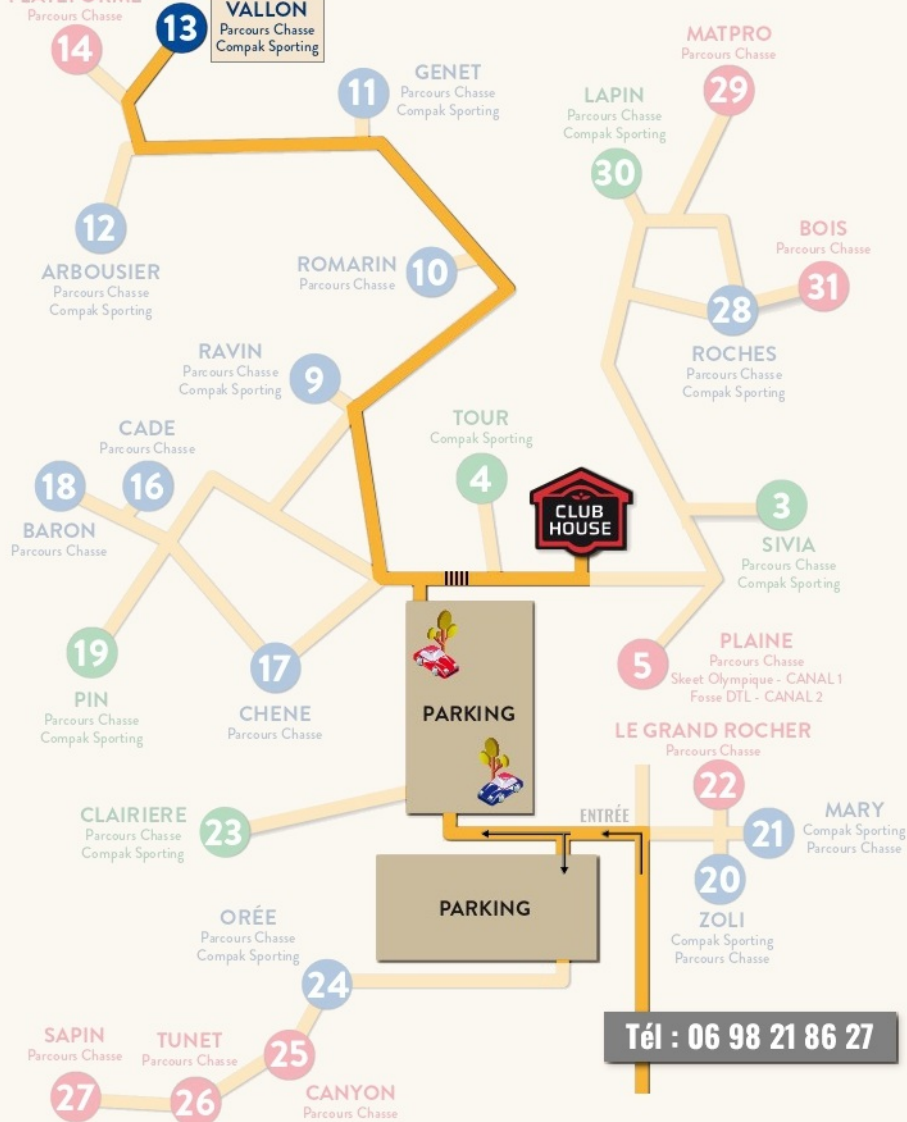 13
VALLON
Parcours Chasse
Compak Sporting
Parcours Chasse
14
11
GENET
Parcours Chasse
Compak Sporting
MATPRO
Parcours Chasse
29
LAPIN
Parcours Chasse
Compak Sporting
30
12
ARBOUSIER
Parcours Chasse
Compak Sporting
ROMARIN
Parcours Chasse
10
BOIS
Parcours Chasse
31
28
ROCHES
Parcours Chasse
Compak Sporting
RAVIN
Parcours Chasse
Compak Sporting
9
TOUR
Compak Sporting
4
CADE
Parcours Chasse
16
18
BARON
Parcours Chasse
CLUB
HOUSE
3
SIVIA
Parcours Chasse
Compak Sporting
19
PIN
Parcours Chasse
Compak Sporting
17
CHENE
Parcours Chasse
5
PLAINE
Parcours Chasse
Skeet Olympique - CANAL 1
Fosse DTL - CANAL 2
PARKING
LE GRAND ROCHER
Parcours Chasse
22
CLAIRIERE
Parcours Chasse
Compak Sporting
23
ENTRÉE
21
MARY
Compak Sporting
Parcours Chasse
20
ZOLI
Compak Sporting
Parcours Chasse
PARKING
ORÉE
Parcours Chasse
Compak Sporting
24
Tél : 06 98 21 86 27
SAPIN
Parcours Chasse
27
TUNET
Parcours Chasse
26
25
CANYON
Parcours Chasse